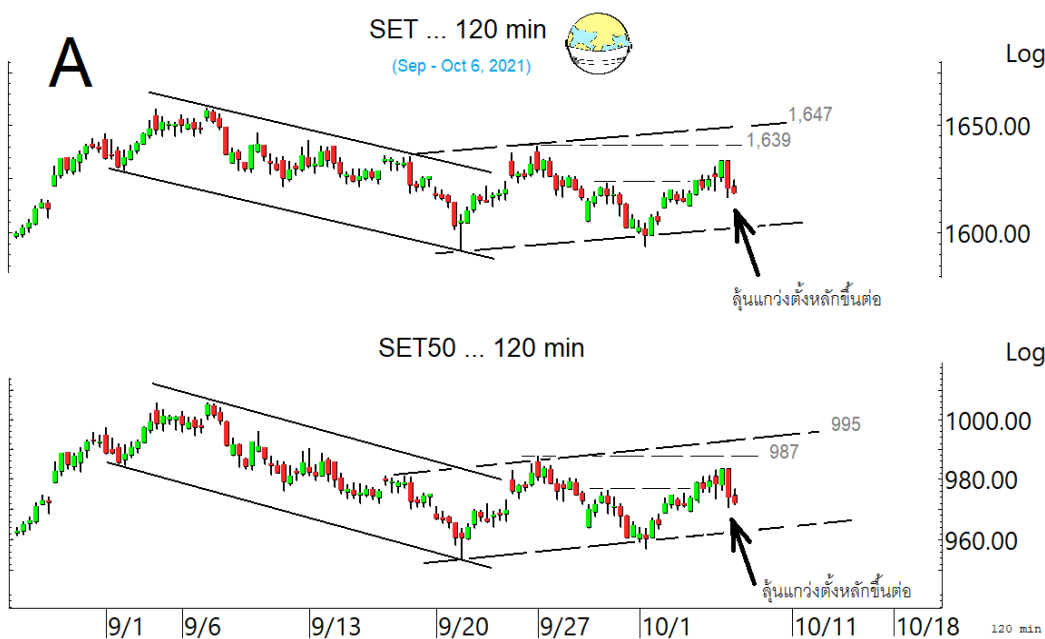 A
SET ... 120 min
(Sep - Oct 6, 2021)
Log
1,647
1,639
1650.00
1600.00
ลุ้นแกว่งตั้งหลักขึ้นต่อ
SET50 ... 120 min
Log
995
987
1000.00
980.00
960.00
ลุ้นแกว่งตั้งหลักขึ้นต่อ
9/1 9/6 9/13 9/20 9/27 10/1 10/11 10/18
120 min